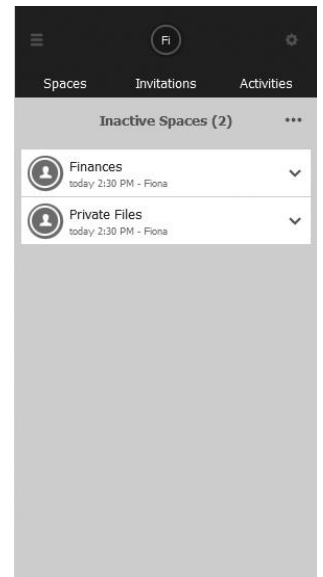 Fi
Spaces Invitations Activities
Inactive Spaces (2)
Finances
today 2:30 PM - Fiona
Private Files
today 2:30 PM - Fiona